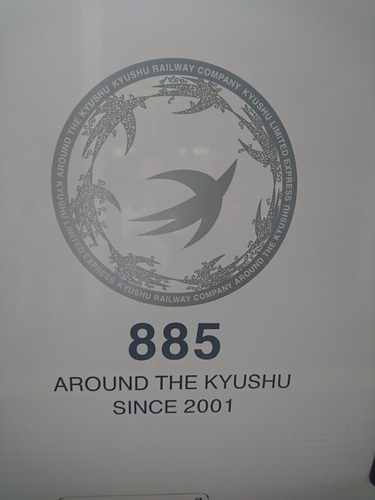 KYUSHU RAILWAY COMPANY KYUSHU LIMITED EXPRESS AROUND THE KYUSHU KYUSHU RAILWAY COMPANY KYUSHU LIMITED EXPRESS AROUND THE KYUSHU
885
AROUND THE KYUSHU
SINCE 2001